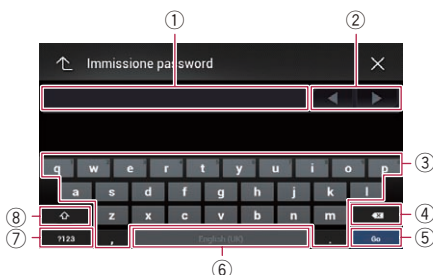 ① ②
Immissione password
③
q w e r t y u i o p
a s d f g h j k l
⑧ z x c v b n m ④
⑦ ?123 , English (UK) . Go ⑤
⑥